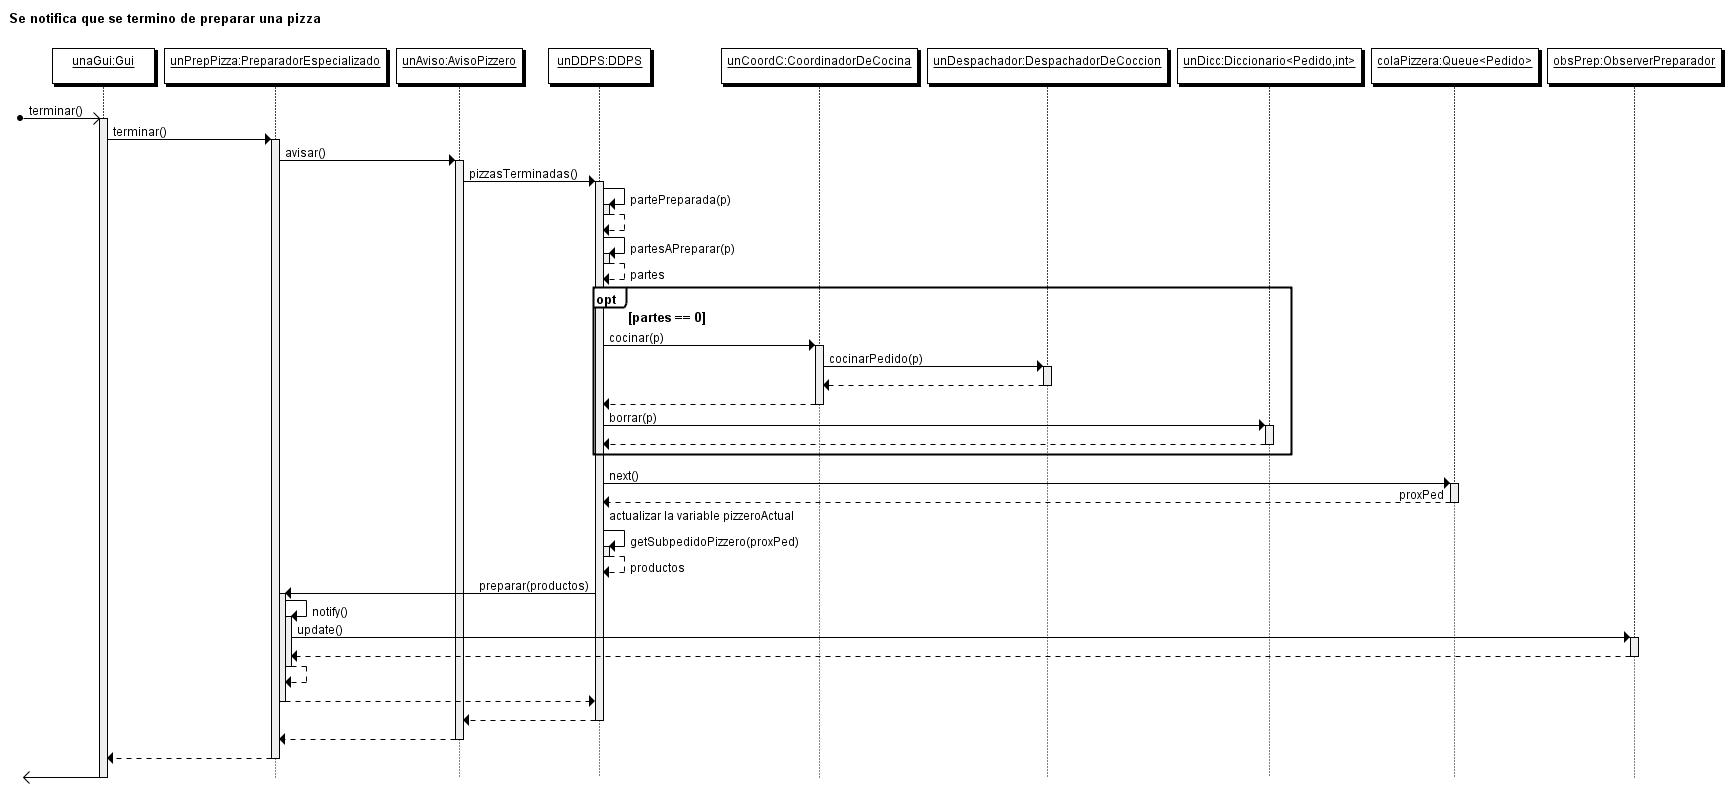 Se notifica que se termino de preparar una pizza
unaGui:Gui
unPrepPizza:PreparadorEspecializado
unAviso:AvisoPizzero
unDDPS:DDPS
unCoordC:CoordinadorDeCocina
unDespachador:DespachadorDeCoccion
unDicc:Diccionario<Pedido,int>
colaPizzera:Queue<Pedido>
obsPrep:ObserverPreparador
terminar()
terminar()
avisar()
pizzasTerminadas()
partePreparada(p)
partesAPreparar(p)
partes
opt
[partes == 0]
cocinar(p)
cocinarPedido(p)
borrar(p)
next()
proxPed
actualizar la variable pizzeroActual
getSubpedidoPizzero(proxPed)
productos
preparar(productos)
notify()
update()